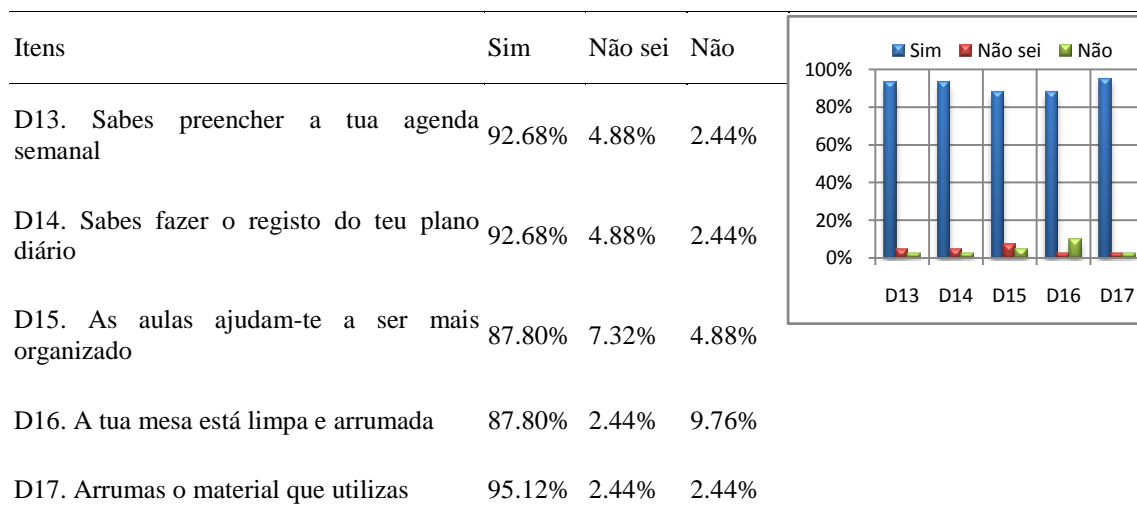 Itens Sim Não sei Não
D13. Sabes preencher a tua agenda
semanal
92.68% 4.88% 2.44%
D14. Sabes fazer o registo do teu plano
diário
92.68% 4.88% 2.44%
D15. As aulas ajudam-te a ser mais
organizado
87.80% 7.32% 4.88%
D16. A tua mesa está limpa e arrumada 87.80% 2.44% 9.76%
D17. Arrumas o material que utilizas 95.12% 2.44% 2.44%
Sim Não sei Não
100%
80%
60%
40%
20%
0%
D13 D14 D15 D16 D17